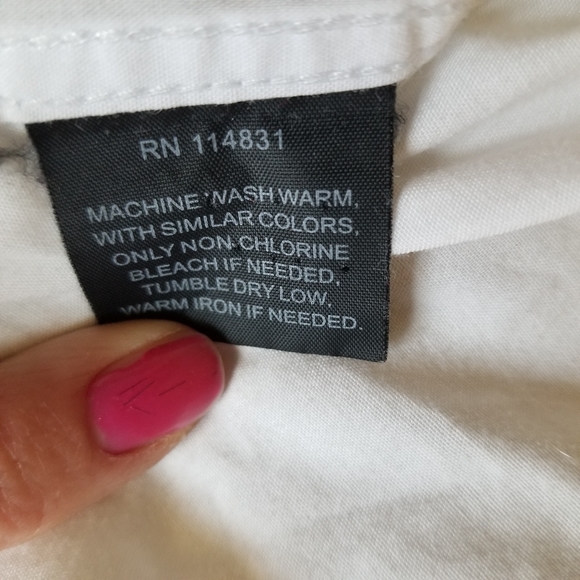 RN 114831
MACHINE WASH WARM,
WITH SIMILAR COLORS,
ONLY NON-CHLORINE
BLEACH IF NEEDED,
TUMBLE DRY LOW,
WARM IRON IF NEEDED.